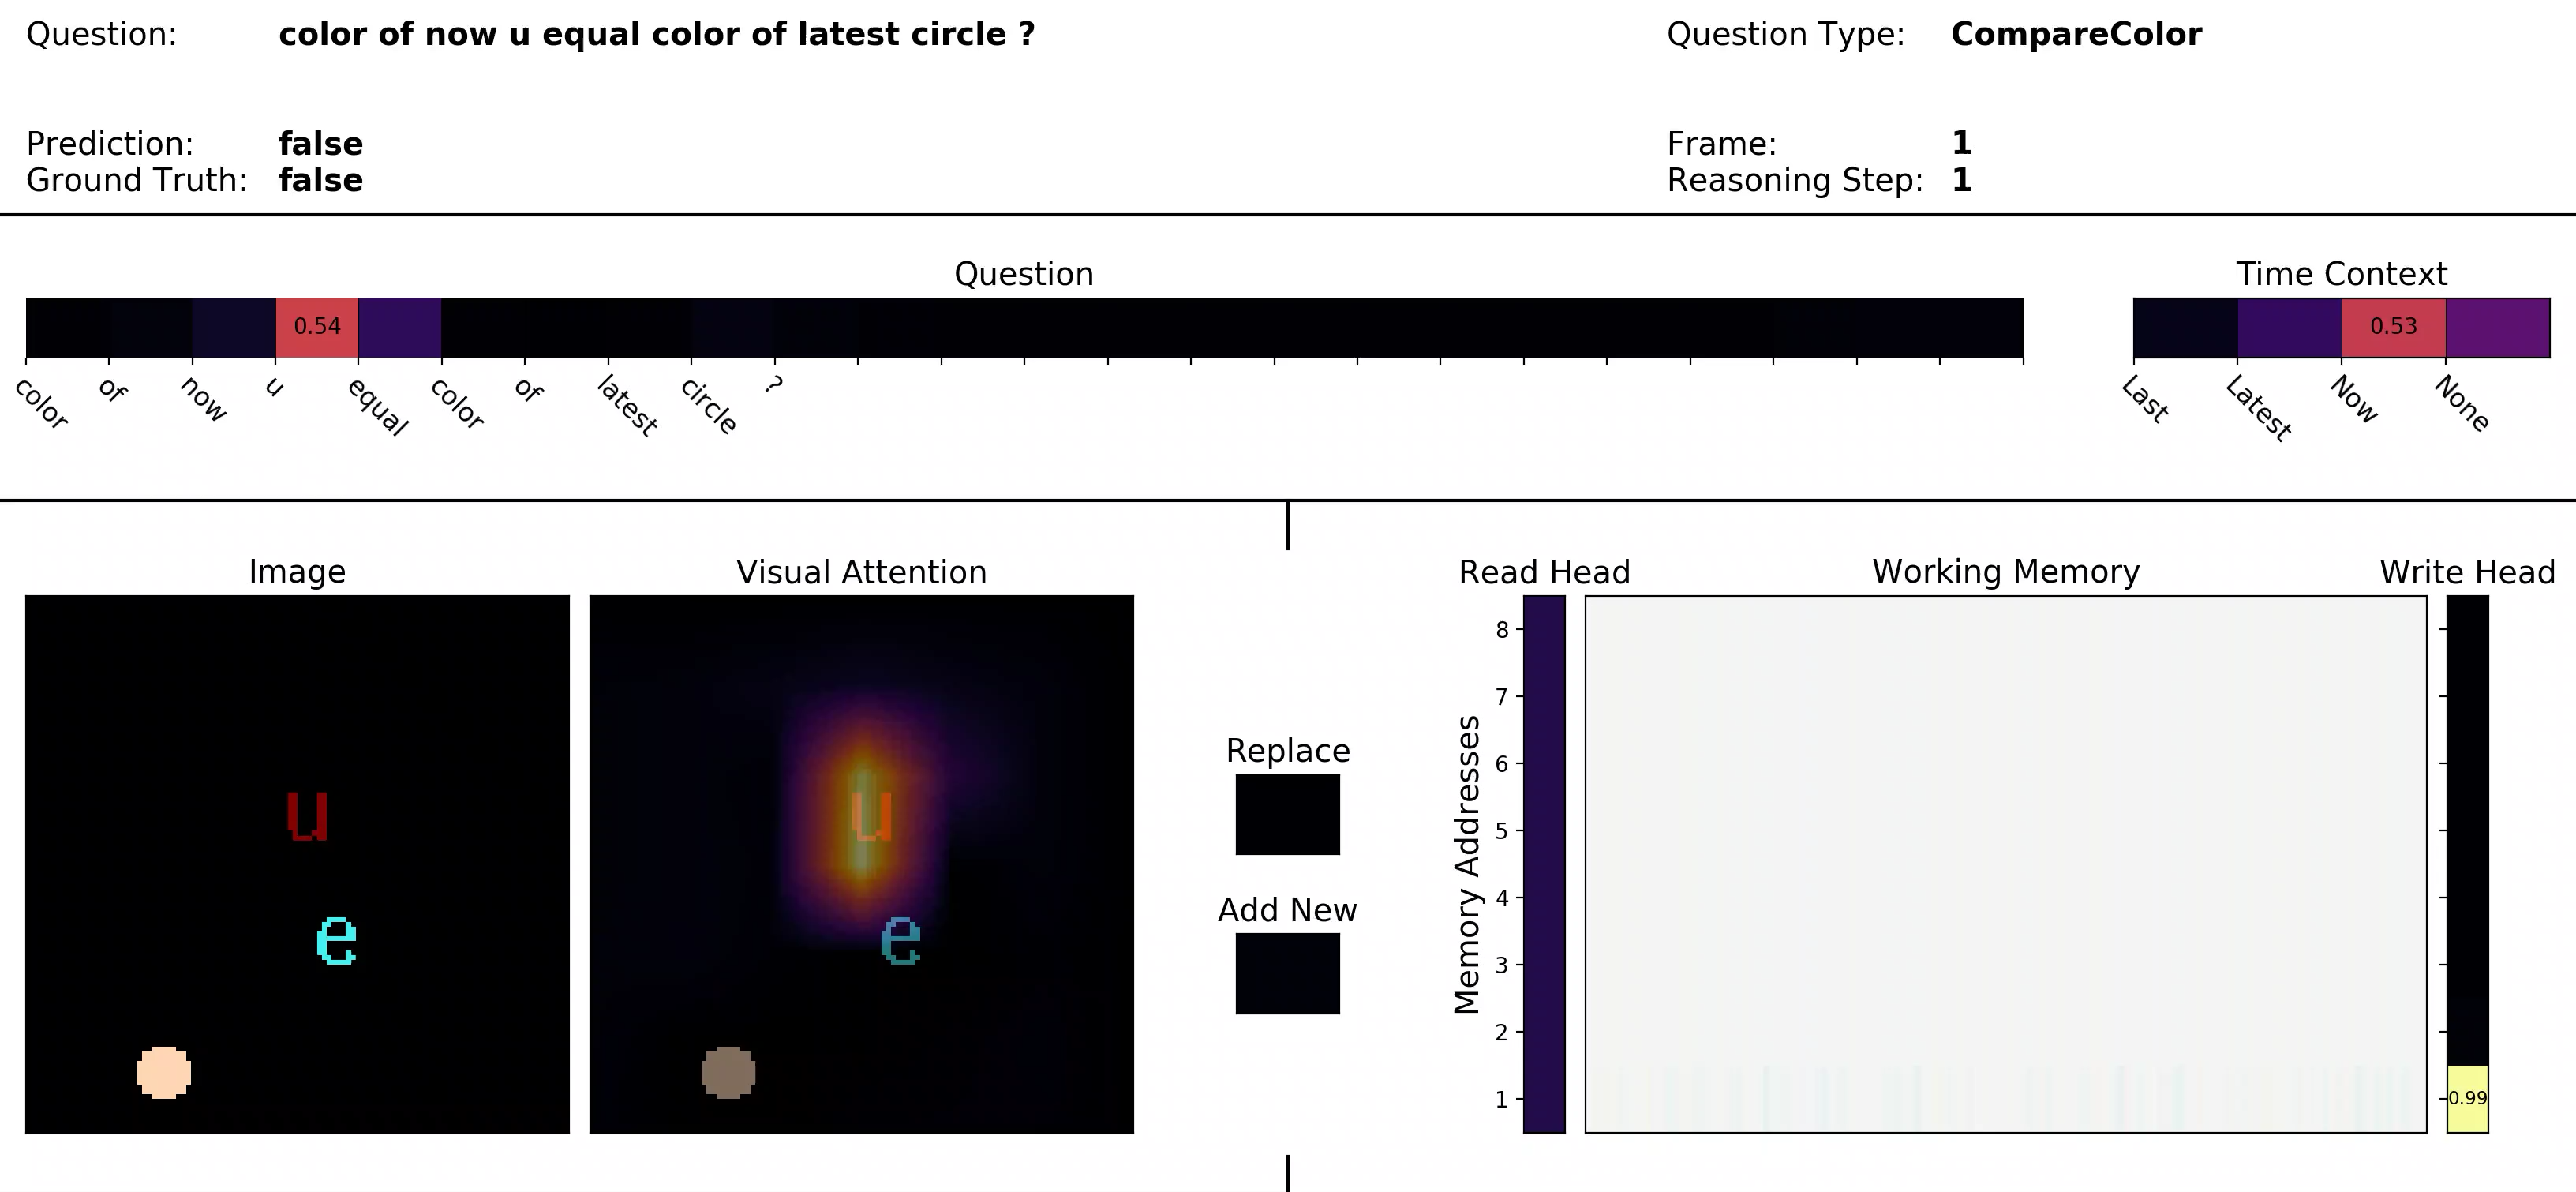 Question: color of now u equal color of latest circle ?
Question Type: CompareColor
Prediction: false
Ground Truth: false
Frame: 1
Reasoning Step: 1
Question
0.54
color
of
now
u
equal
color
of
latest
circle
?
Time Context
0.53
Last
Latest
Now
None
Image
u
e
Visual Attention
u
e
Replace
Add New
Read Head
Working Memory
Write Head
Memory Addresses
8
7
6
5
4
3
2
1
0.99